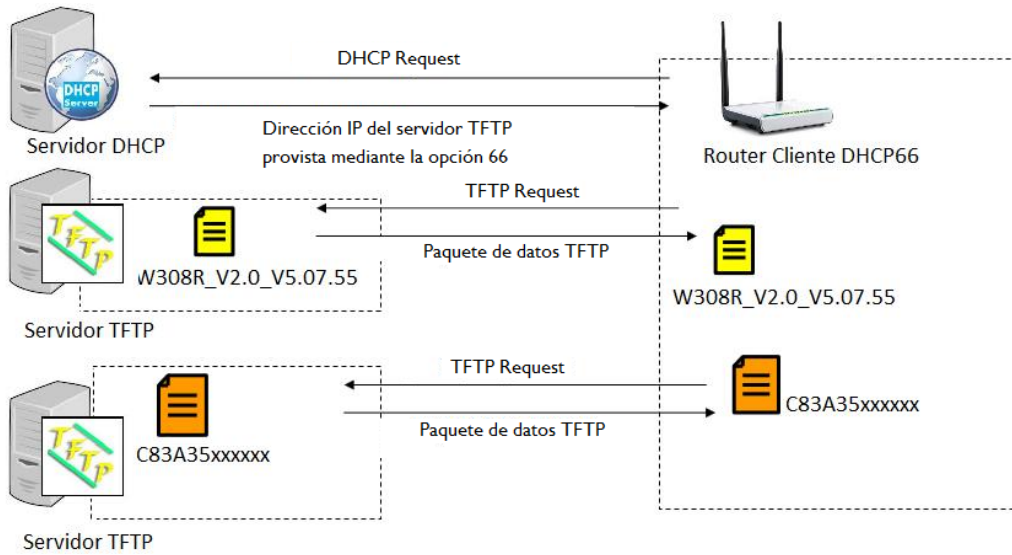 DHCP Request
DHCP
Server
Servidor DHCP
Dirección IP del servidor TFTP
provista mediante la opción 66
Router Cliente DHCP66
TFTP Request
TFTP
W308R_V2.0_V5.07.55
Paquete de datos TFTP
W308R_V2.0_V5.07.55
Servidor TFTP
TFTP Request
TFTP
C83A35xxxxxx
Paquete de datos TFTP
C83A35xxxxxx
Servidor TFTP